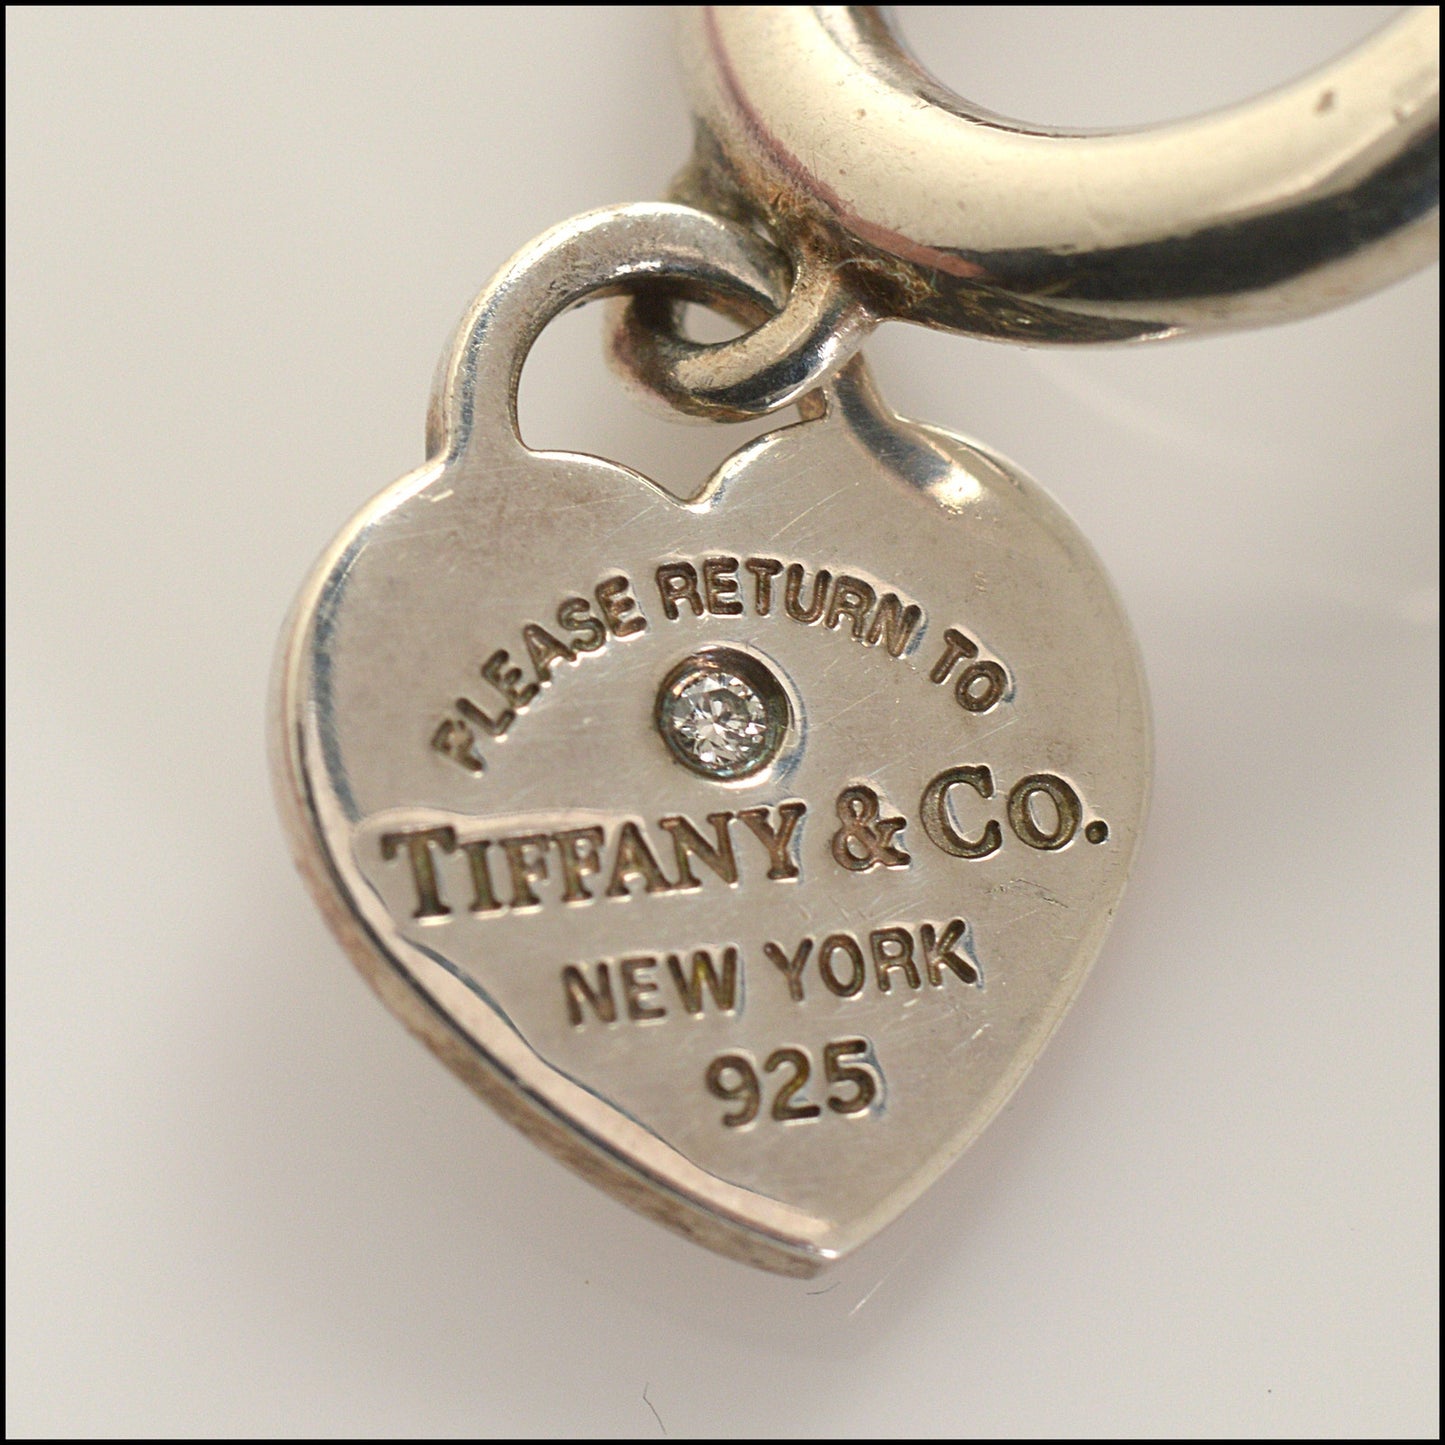 PLEASE RETURN TO
TIFFANY & CO.
NEW YORK
925